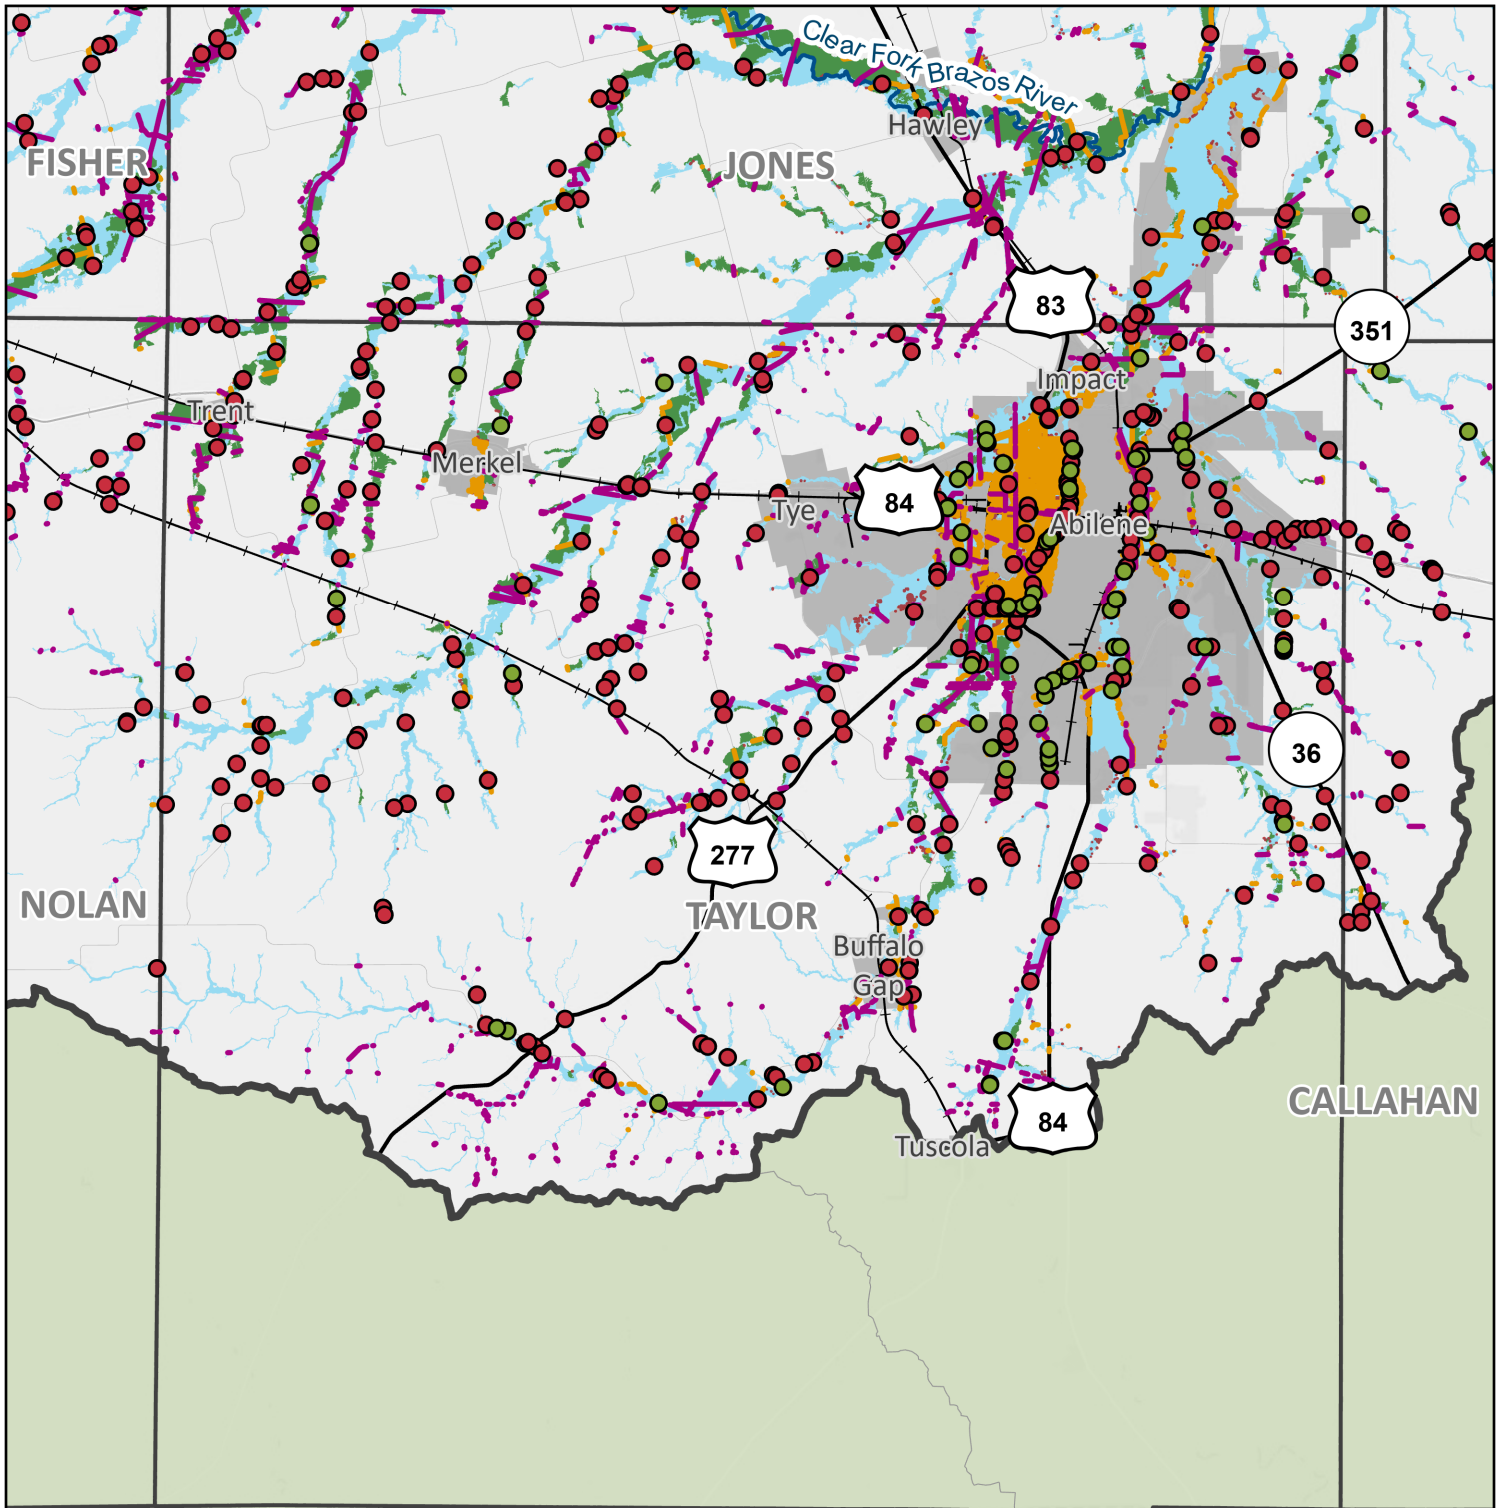 Clear Fork Brazos River
Hawley
FISHER
JONES
83
351
Impact
Trent
Merkel
84
Tye
Abilene
36
277
NOLAN
TAYLOR
Buffalo
Gap
CALLAHAN
84
Tuscola